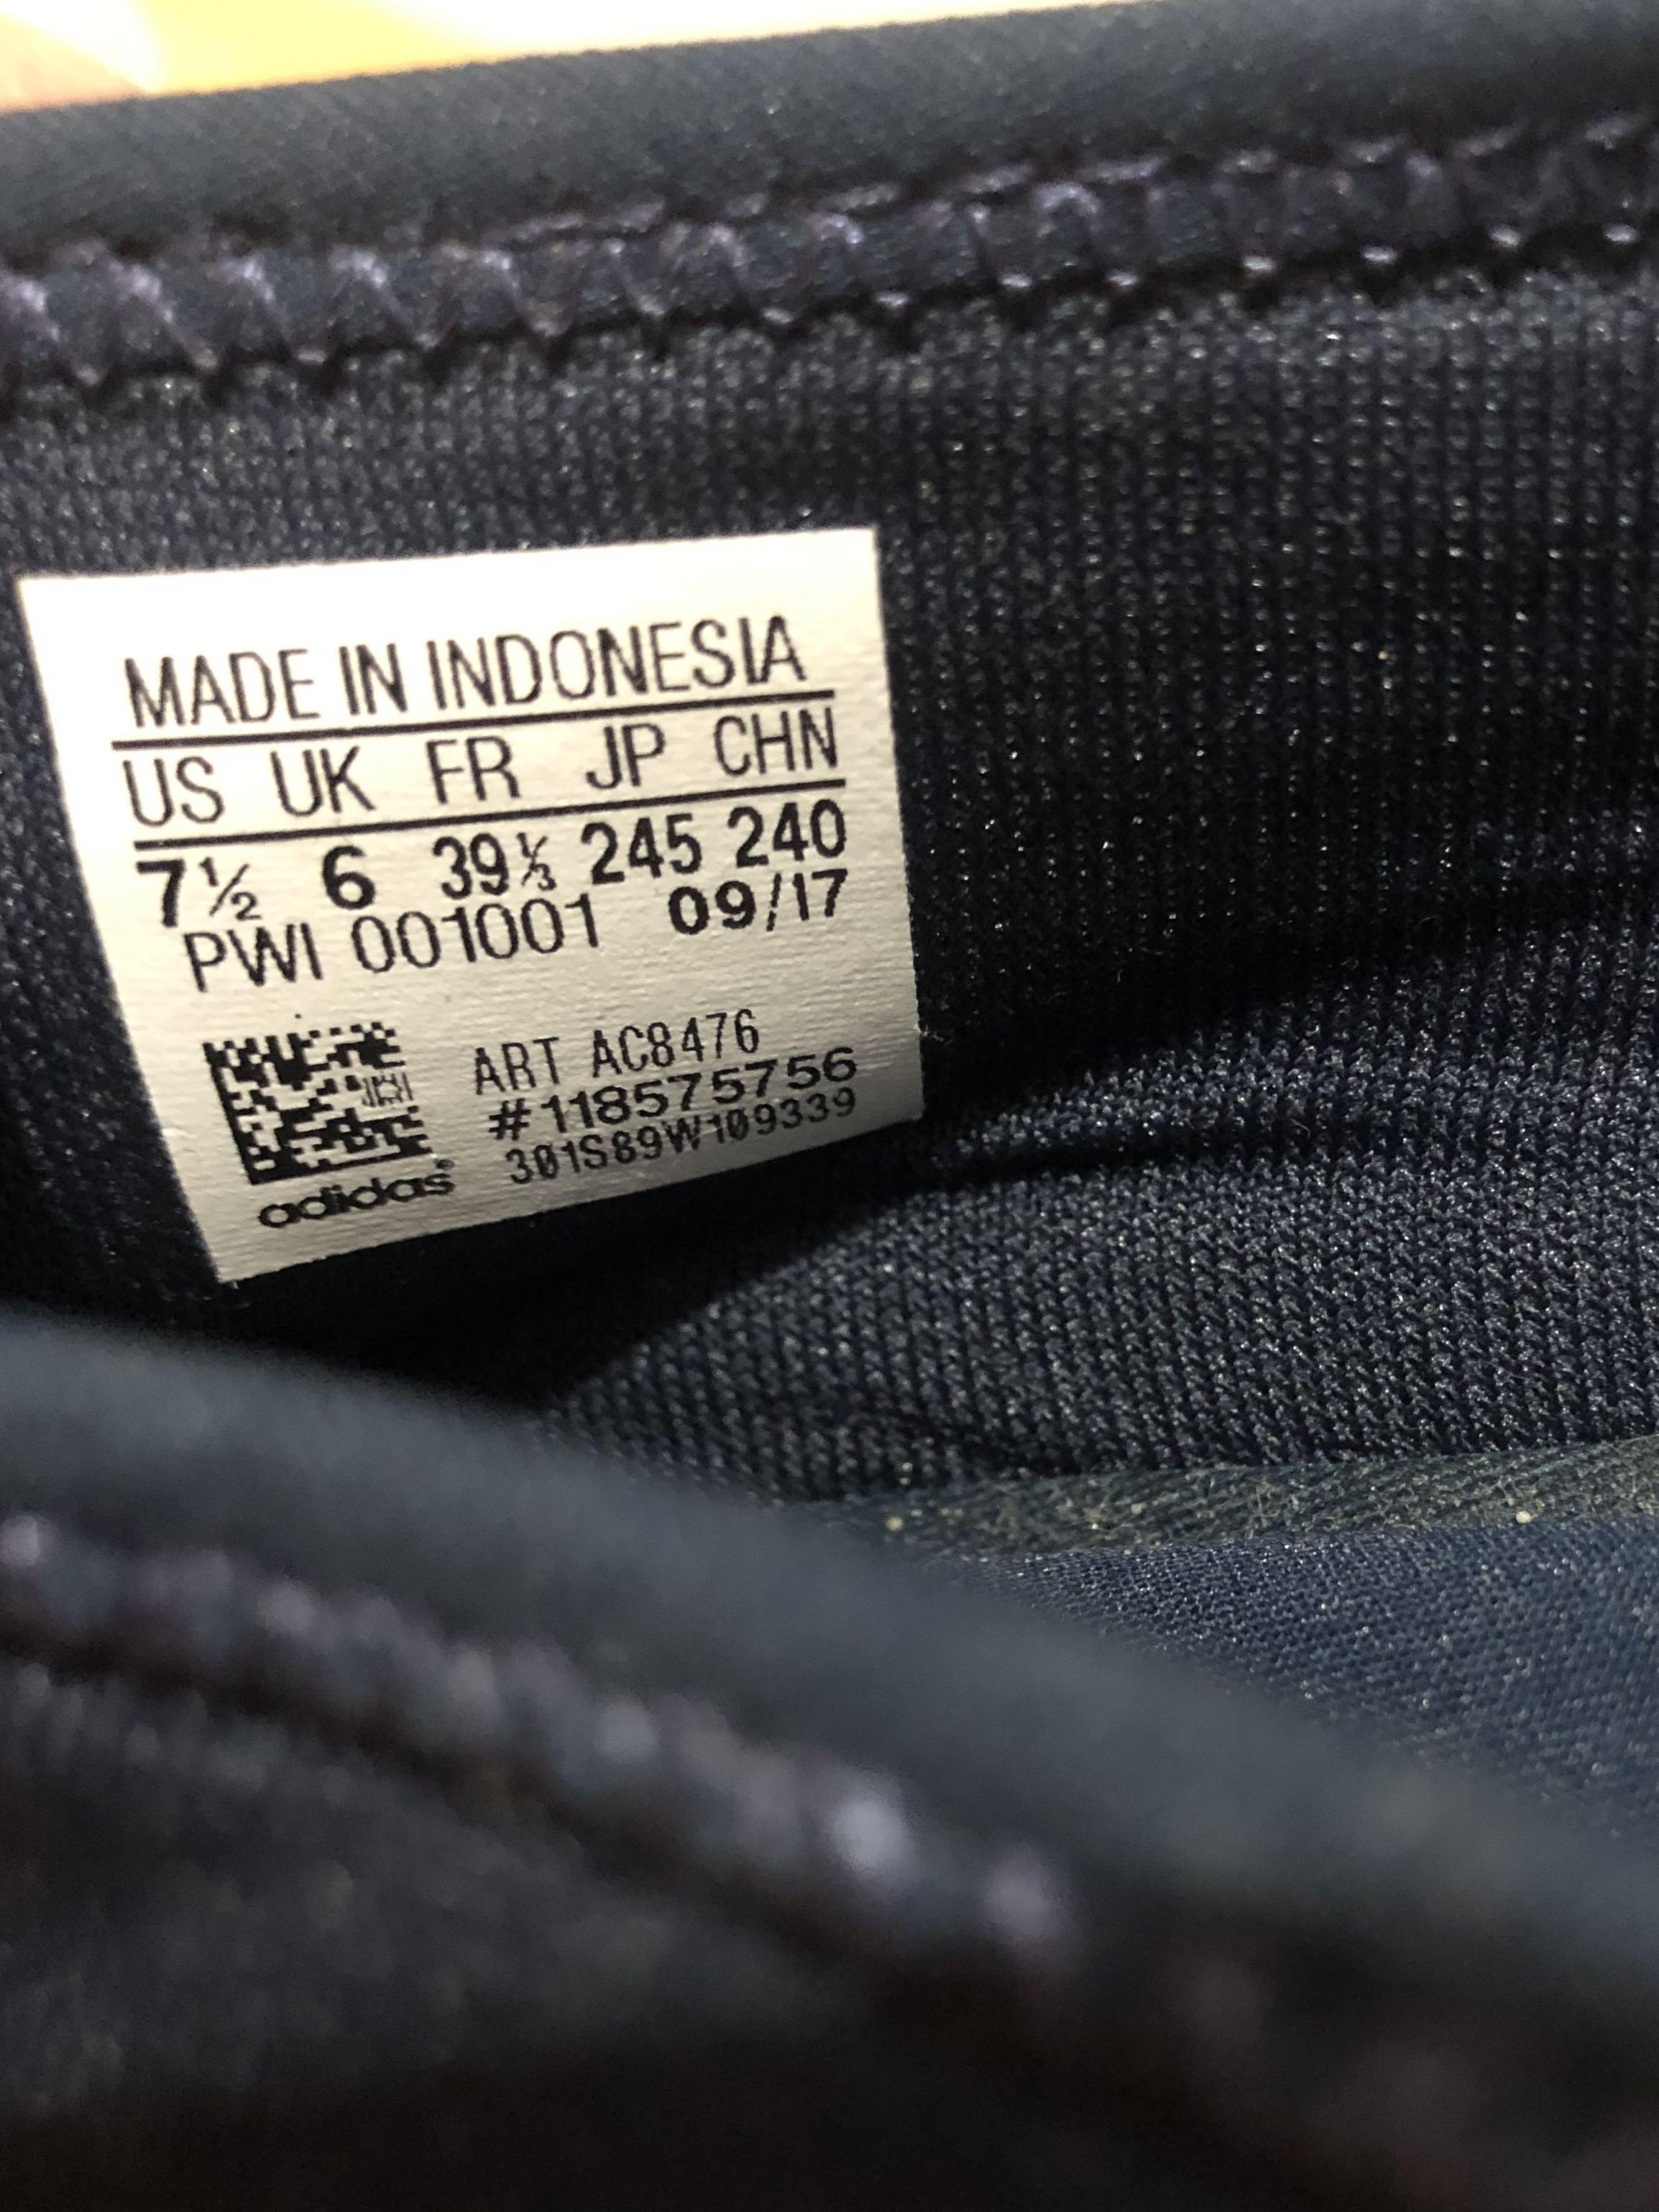 MADE IN INDONESIA
US UK FR JP CHN
7½ 6 39⅓ 245 240
PWI 001001 09/17
ART AC8476
#118575756
301S89W109339
adidas®